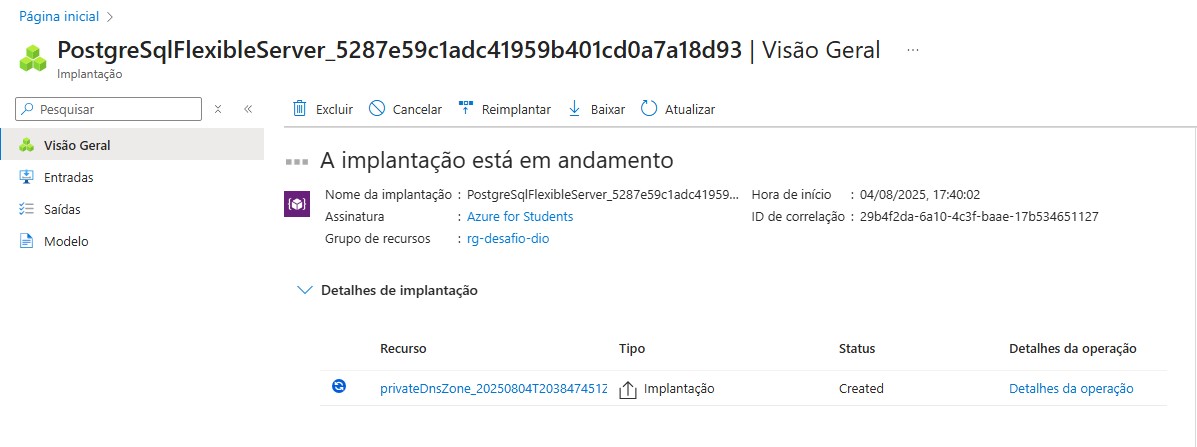 Página inicial >
PostgreSqlFlexibleServer_5287e59c1adc41959b401cd0a7a18d93 | Visão Geral ...
Implantação
Pesquisar
Excluir Cancelar Reimplantar Baixar Atualizar
Visão Geral
Entradas
Saídas
Modelo
A implantação está em andamento
Nome da implantação : PostgreSqlFlexibleServer_5287e59c1adc41959... Hora de início : 04/08/2025, 17:40:02
Assinatura : Azure for Students ID de correlação : 29b4f2da-6a10-4c3f-baae-17b534651127
Grupo de recursos : rg-desafio-dio
Detalhes de implantação
Recurso Tipo Status Detalhes da operação
privateDnsZone_20250804T203847451Z Implantação Created Detalhes da operação